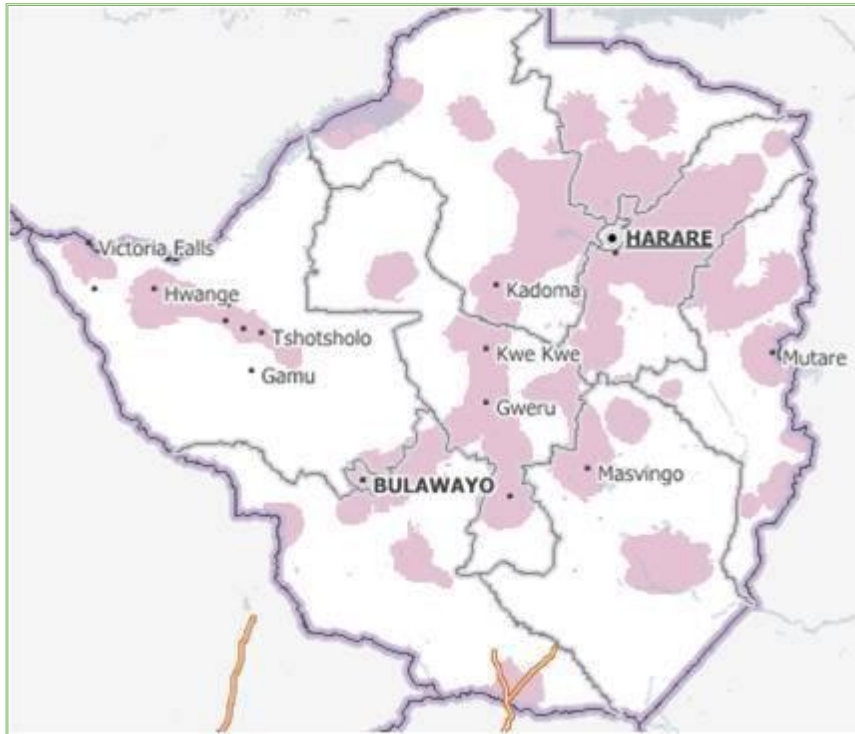 Victoria Falls
HARARE
Hwange
Kadoma
Tshotsholo
Kwe Kwe
Mutare
Gamu
Gweru
Masvingo
BULAWAYO